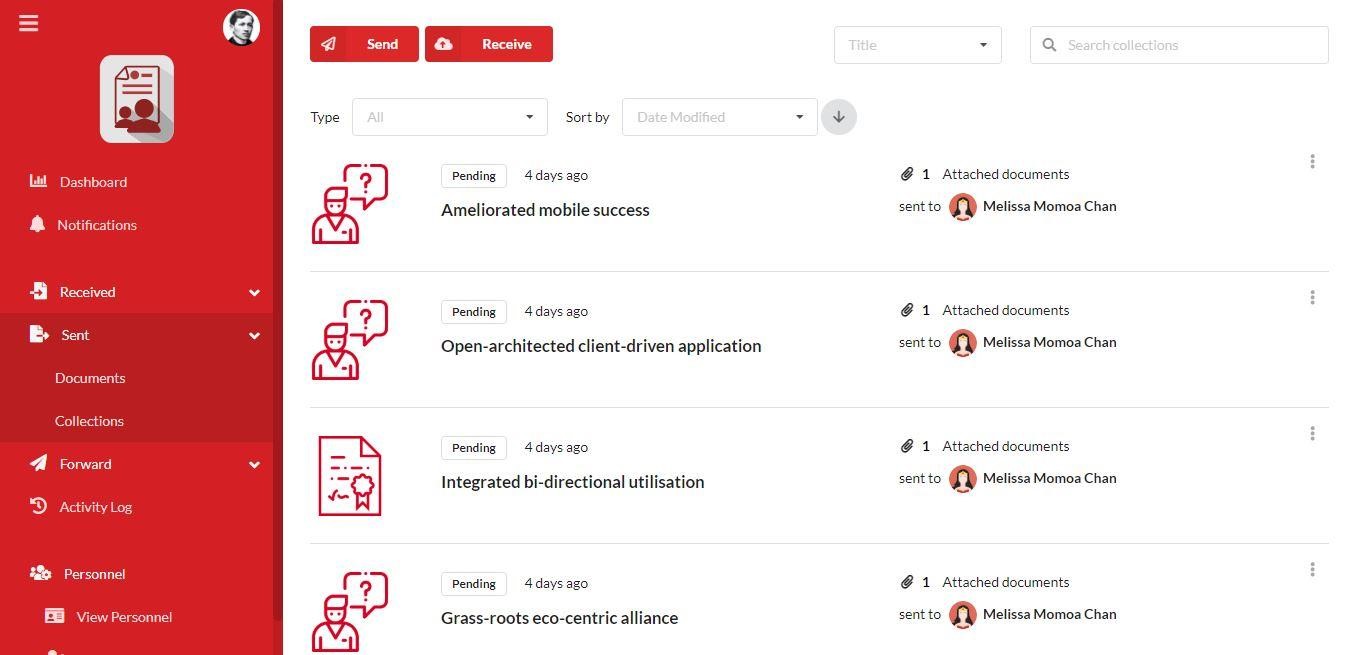 Dashboard
Notifications
Received
Sent
Documents
Collections
Forward
Activity Log
Personnel
View Personnel
Send
Receive
Title
Search collections
Type
All
Sort by
Date Modified
Pending
4 days ago
1 Attached documents
Ameliorated mobile success
sent to
Melissa Momoa Chan
Pending
4 days ago
1 Attached documents
Open-architected client-driven application
sent to
Melissa Momoa Chan
Pending
4 days ago
1 Attached documents
Integrated bi-directional utilisation
sent to
Melissa Momoa Chan
Pending
4 days ago
1 Attached documents
Grass-roots eco-centric alliance
sent to
Melissa Momoa Chan